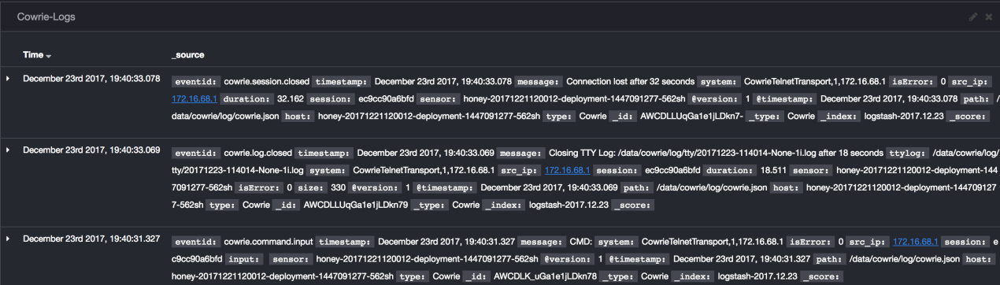 Cowrie-Logs
Time _source
December 23rd 2017, 19:40:33.078 eventid: cowrie.session.closed timestamp: December 23rd 2017, 19:40:33.078 message: Connection lost after 32 seconds system: CowrieTelnetTransport,1,172.16.68.1 isError: 0 src_ip:
172.16.68.1 duration: 32.162 session: ec9cc90a6bfd sensor: honey-20171221120012-deployment-1447091277-562sh @version: 1 @timestamp: December 23rd 2017, 19:40:33.078 path: /
data/cowrie/log/cowrie.json host: honey-20171221120012-deployment-1447091277-562sh type: Cowrie _id: AWCDLLUqGa1e1jLDkn7- _type: Cowrie _index: logstash-2017.12.23 _score:
December 23rd 2017, 19:40:33.069 eventid: cowrie.log.closed timestamp: December 23rd 2017, 19:40:33.069 message: Closing TTY Log: /data/cowrie/log/tty/20171223-114014-None-1i.log after 18 seconds ttylog: /data/cowrie/log/
tty/20171223-114014-None-1i.log system: CowrieTelnetTransport,1,172.16.68.1 src_ip: 172.16.68.1 session: ec9cc90a6bfd duration: 18.511 sensor: honey-20171221120012-deployment-144
7091277-562sh isError: 0 size: 330 @version: 1 @timestamp: December 23rd 2017, 19:40:33.069 path: /data/cowrie/log/cowrie.json host: honey-20171221120012-deployment-144709127
7-562sh type: Cowrie _id: AWCDLLUqGa1e1jLDkn79 _type: Cowrie _index: logstash-2017.12.23 _score:
December 23rd 2017, 19:40:31.327 eventid: cowrie.command.input timestamp: December 23rd 2017, 19:40:31.327 message: CMD: system: CowrieTelnetTransport,1,172.16.68.1 isError: 0 src_ip: 172.16.68.1 session: e
c9cc90a6bfd input: sensor: honey-20171221120012-deployment-1447091277-562sh @version: 1 @timestamp: December 23rd 2017, 19:40:31.327 path: /data/cowrie/log/cowrie.json host:
honey-20171221120012-deployment-1447091277-562sh type: Cowrie _id: AWCDLK_uGa1e1jLDkn78 _type: Cowrie _index: logstash-2017.12.23 _score: